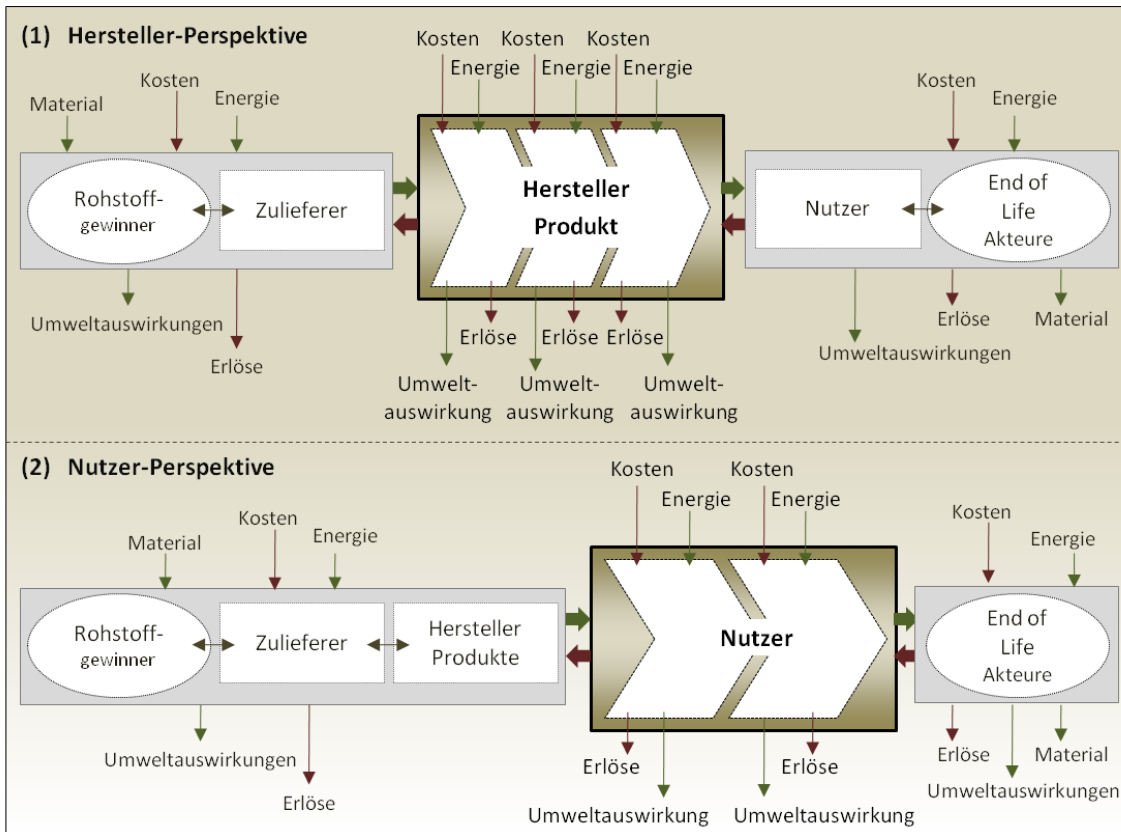 (1) Hersteller-Perspektive
Kosten Kosten Kosten
Energie Energie Energie
Kosten
Material
Energie
Kosten
Energie
Rohstoff-
gewinner
Zulieferer
Hersteller
Produkt
Nutzer
End of
Life
Akteure
Umweltauswirkungen
Erlöse
Erlöse Erlöse Erlöse
Umwelt-
auswirkung
Umwelt-
auswirkung
Umwelt-
auswirkung
Umweltauswirkungen
Erlöse
Material
(2) Nutzer-Perspektive
Kosten Kosten
Energie Energie
Material
Kosten
Energie
Kosten
Energie
Rohstoff-
gewinner
Zulieferer
Hersteller
Produkte
Nutzer
End of
Life
Akteure
Umweltauswirkungen
Erlöse
Erlöse Erlöse
Umweltauswirkung Umweltauswirkung
Erlöse
Material
Umweltauswirkungen